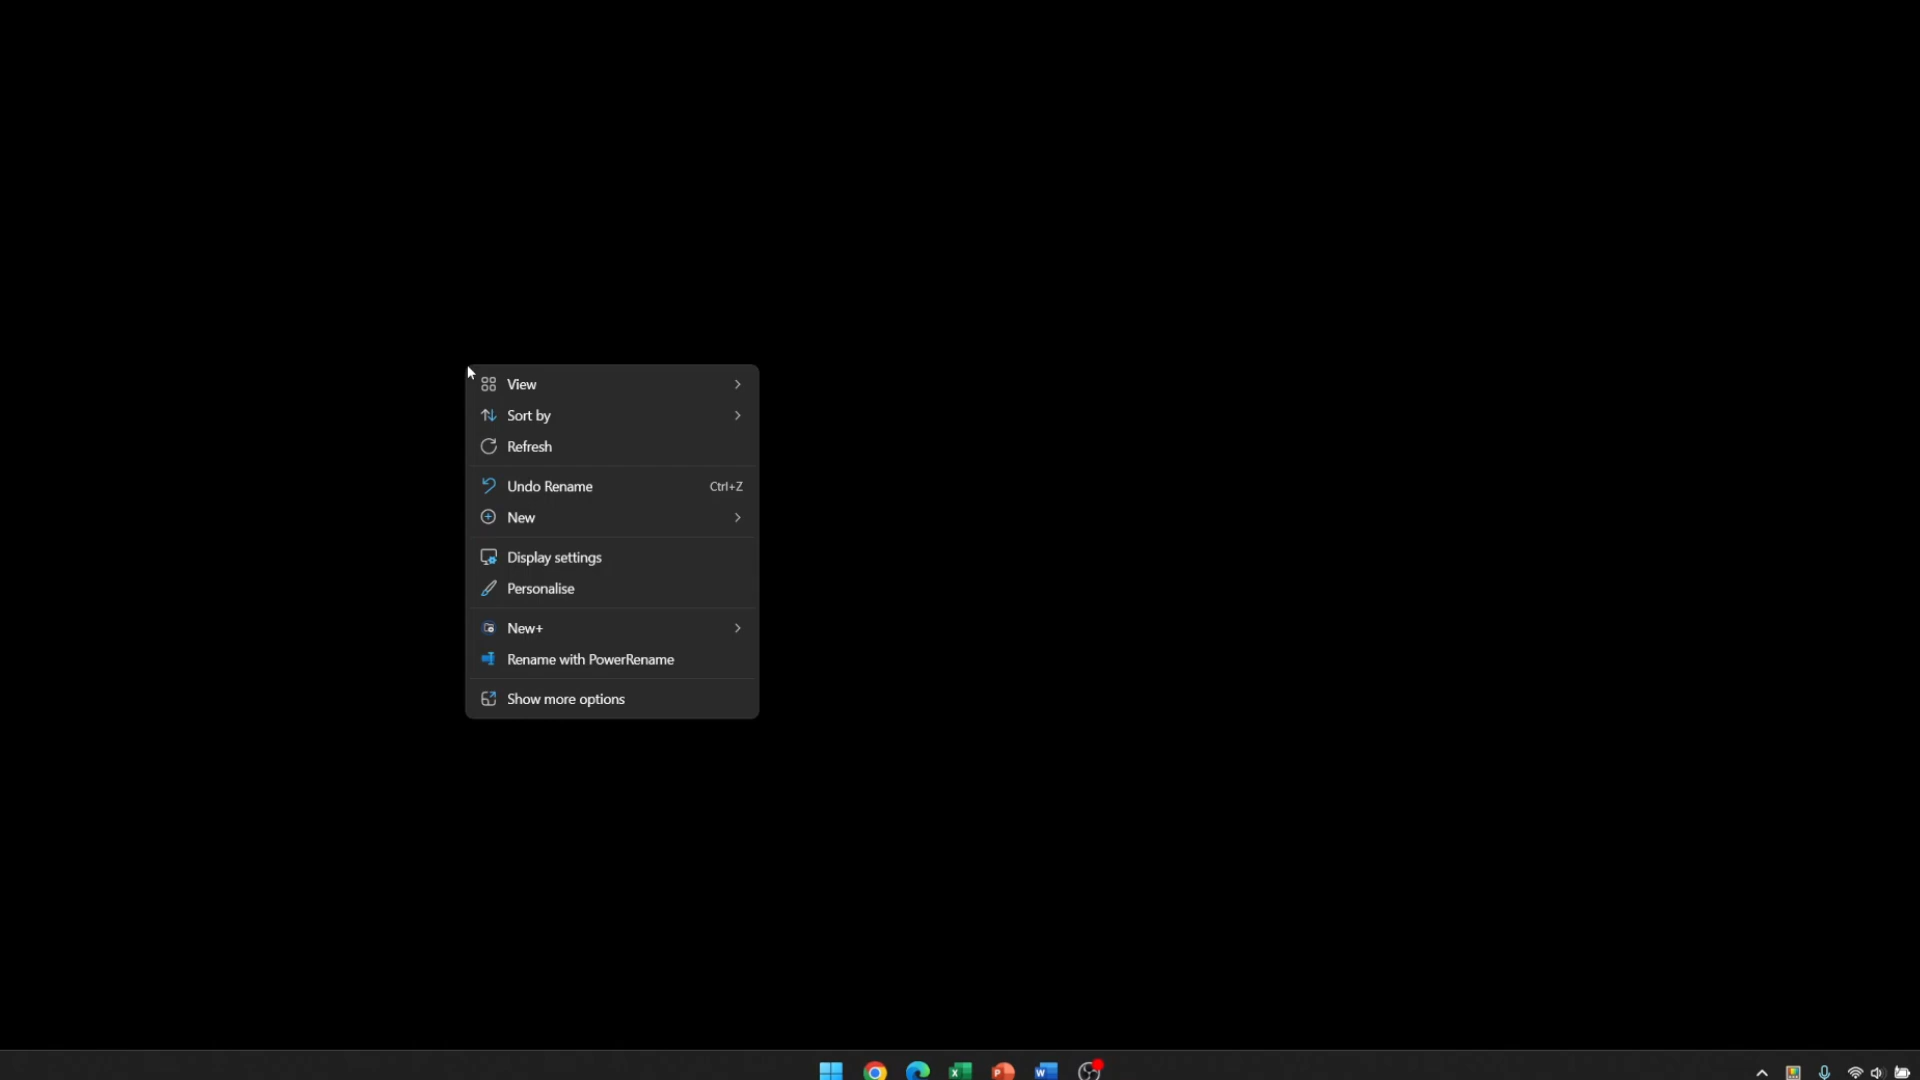 View
Sort by
Refresh
Undo Rename Ctrl+Z
New
Display settings
Personalise
New+
Rename with PowerRename
Show more options